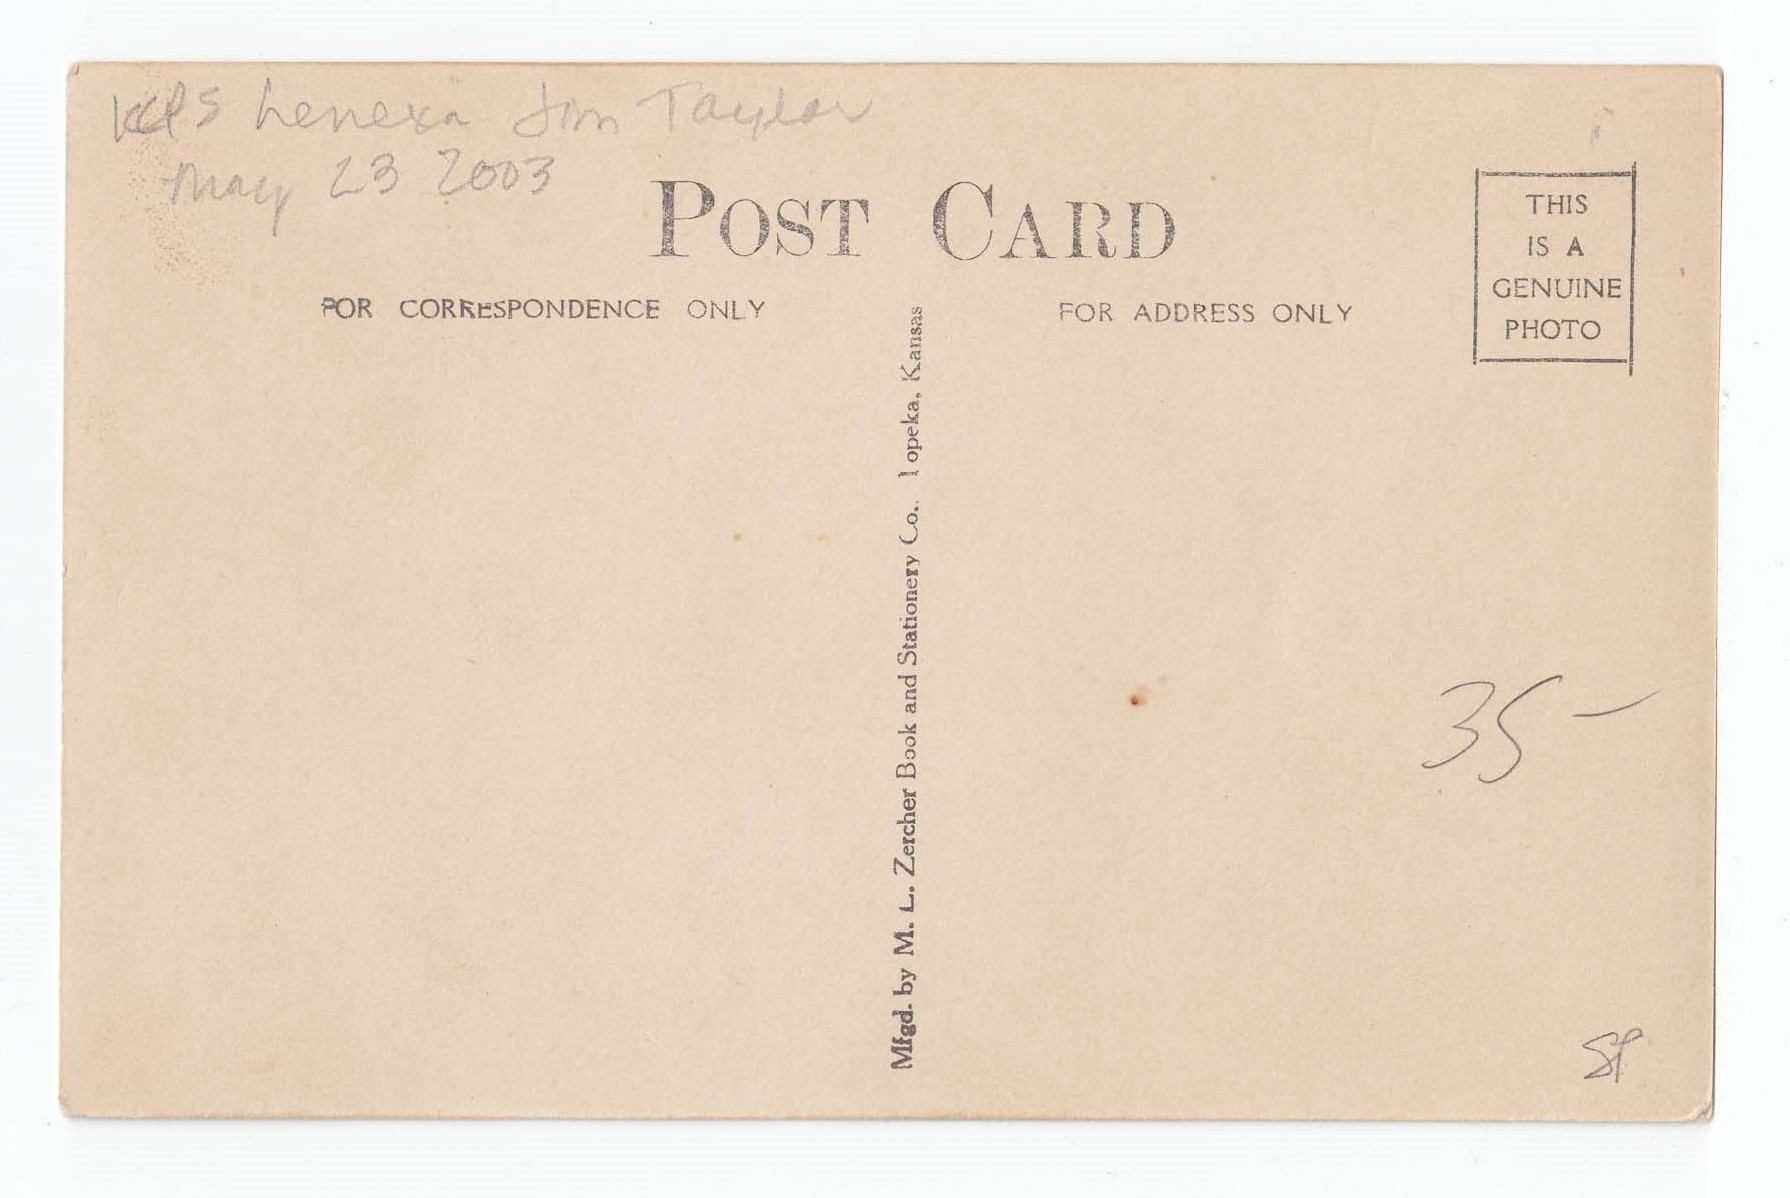 KCPS Lenexa Jim Taylor
May 23 2003
POST CARD
FOR CORRESPONDENCE ONLY
FOR ADDRESS ONLY
THIS
IS A
GENUINE
PHOTO
Mfgd. by M. L. Zercher Book and Stationery Co., Topeka, Kansas
35-